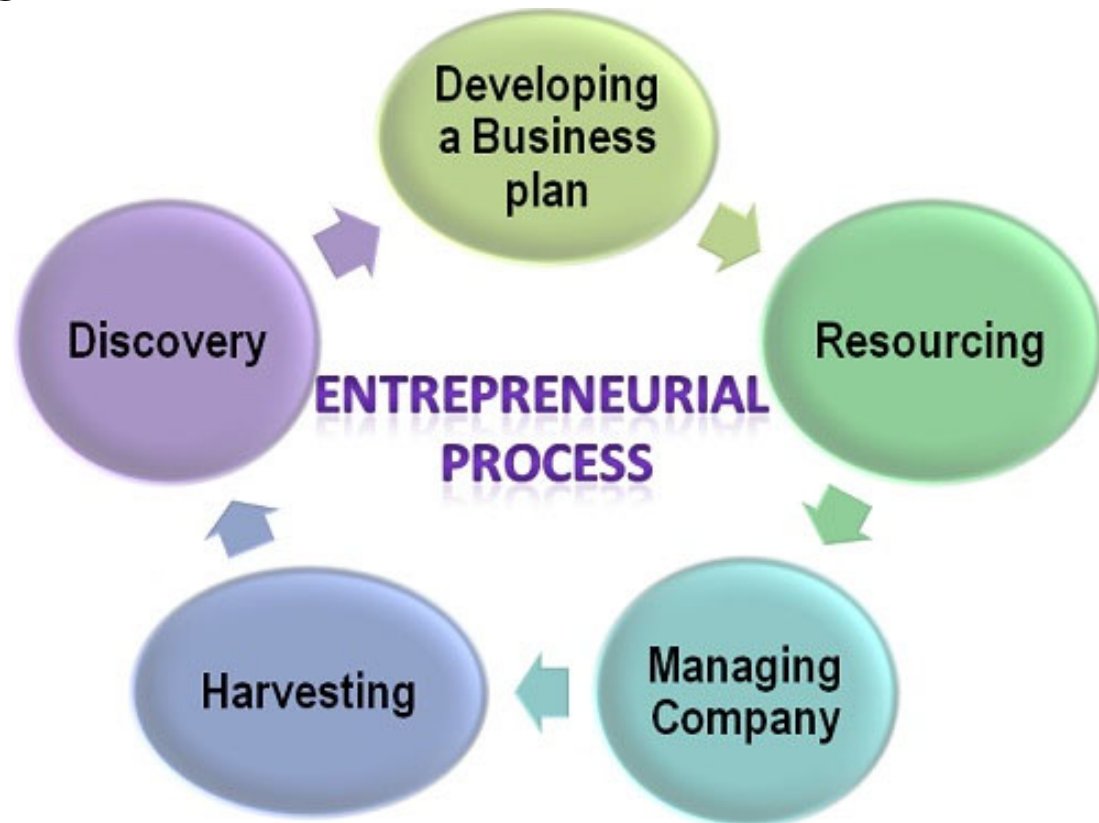 Developing
a Business
plan
Discovery
Resourcing
ENTREPRENEURIAL
PROCESS
Harvesting
Managing
Company